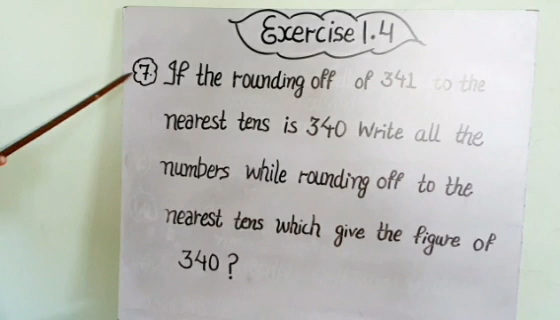 Exercise 1.4
7. If the rounding off of 341 to the
nearest tens is 340 Write all the
numbers while rounding off to the
nearest tens which give the figure of
340?